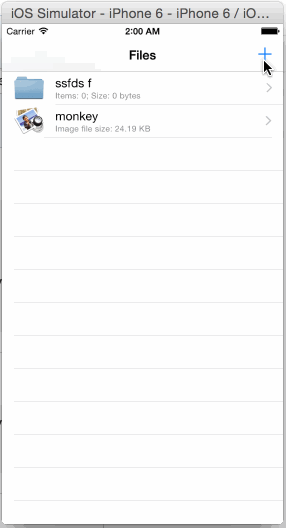 iOS Simulator - iPhone 6 - iPhone 6 / iO...
Carrier 2:00 AM
Files +
ssfds f
Items: 0; Size: 0 bytes
monkey
Image file size: 24.19 KB